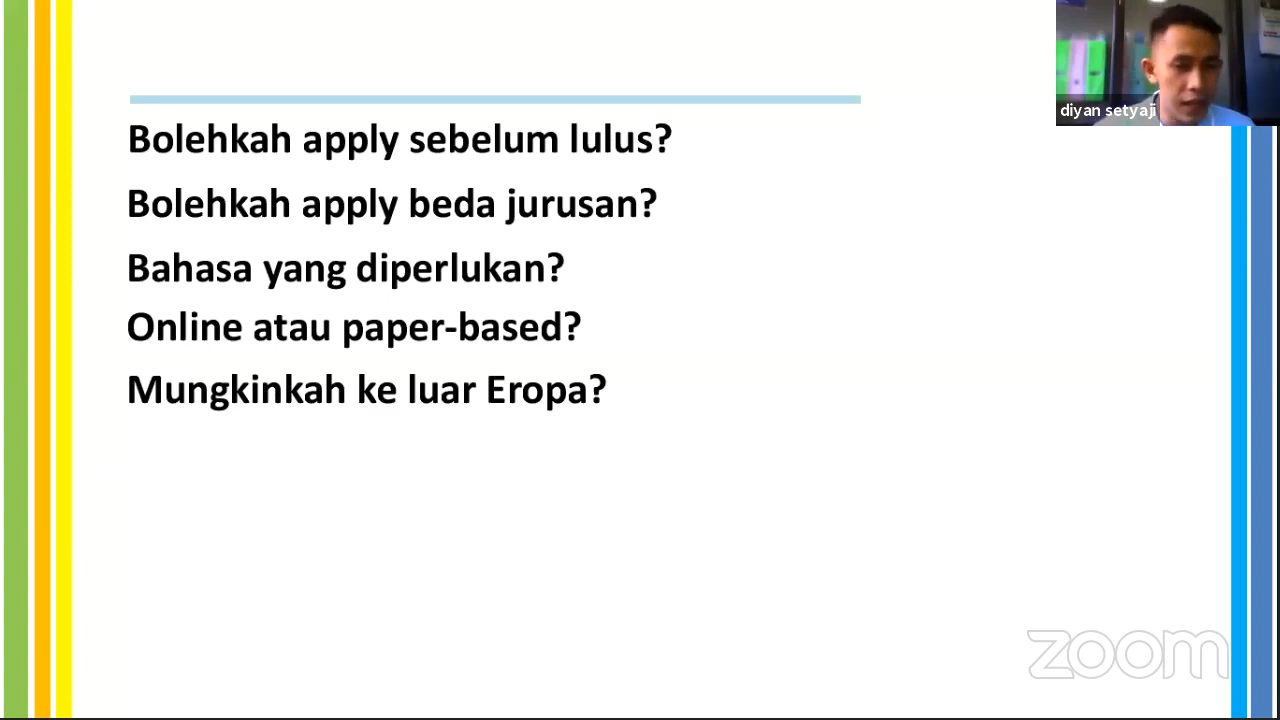 diyan setyaji
Bolehkah apply sebelum lulus?
Bolehkah apply beda jurusan?
Bahasa yang diperlukan?
Online atau paper-based?
Mungkinkah ke luar Eropa?
zoom